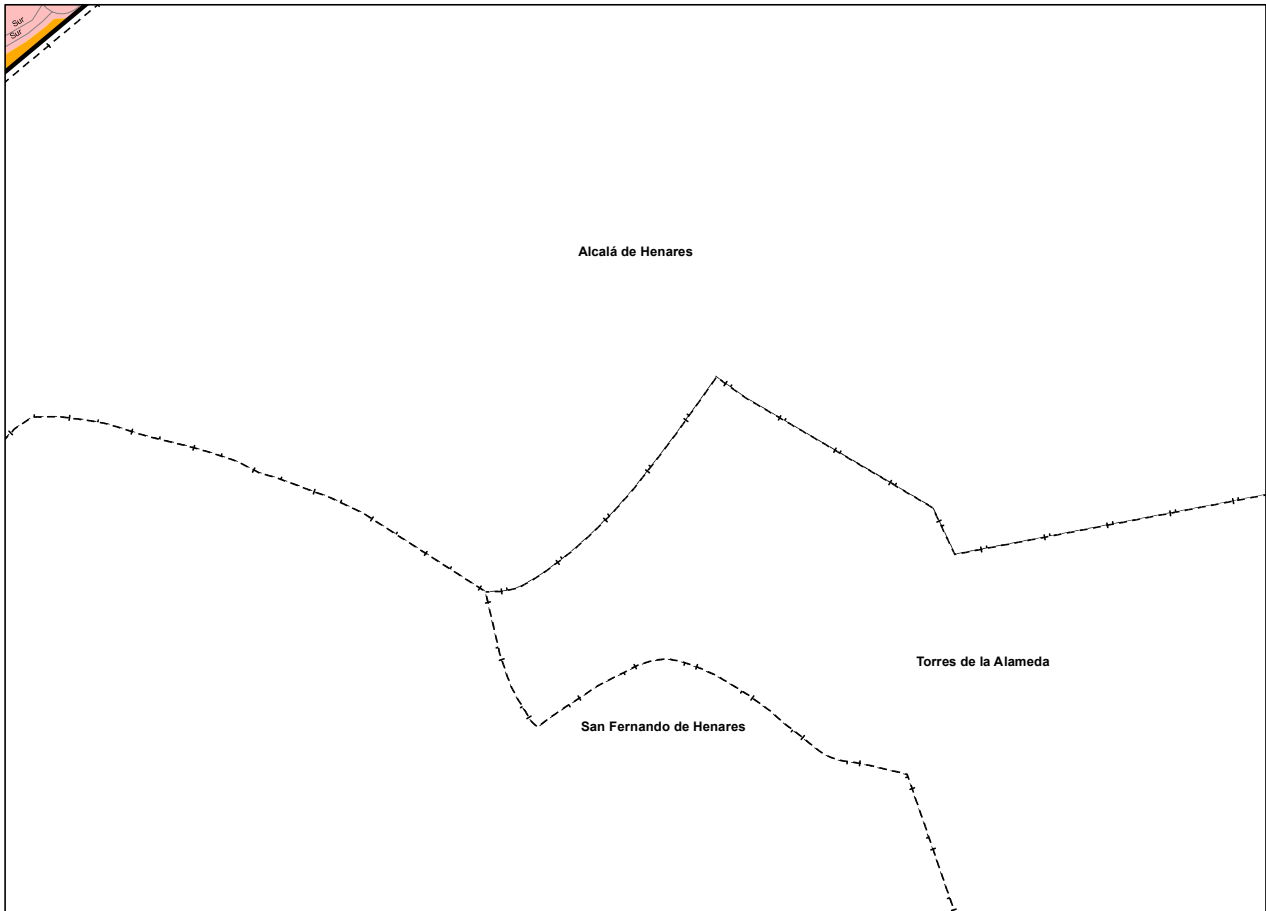 Sur
Sur
Alcalá de Henares
Torres de la Alameda
San Fernando de Henares